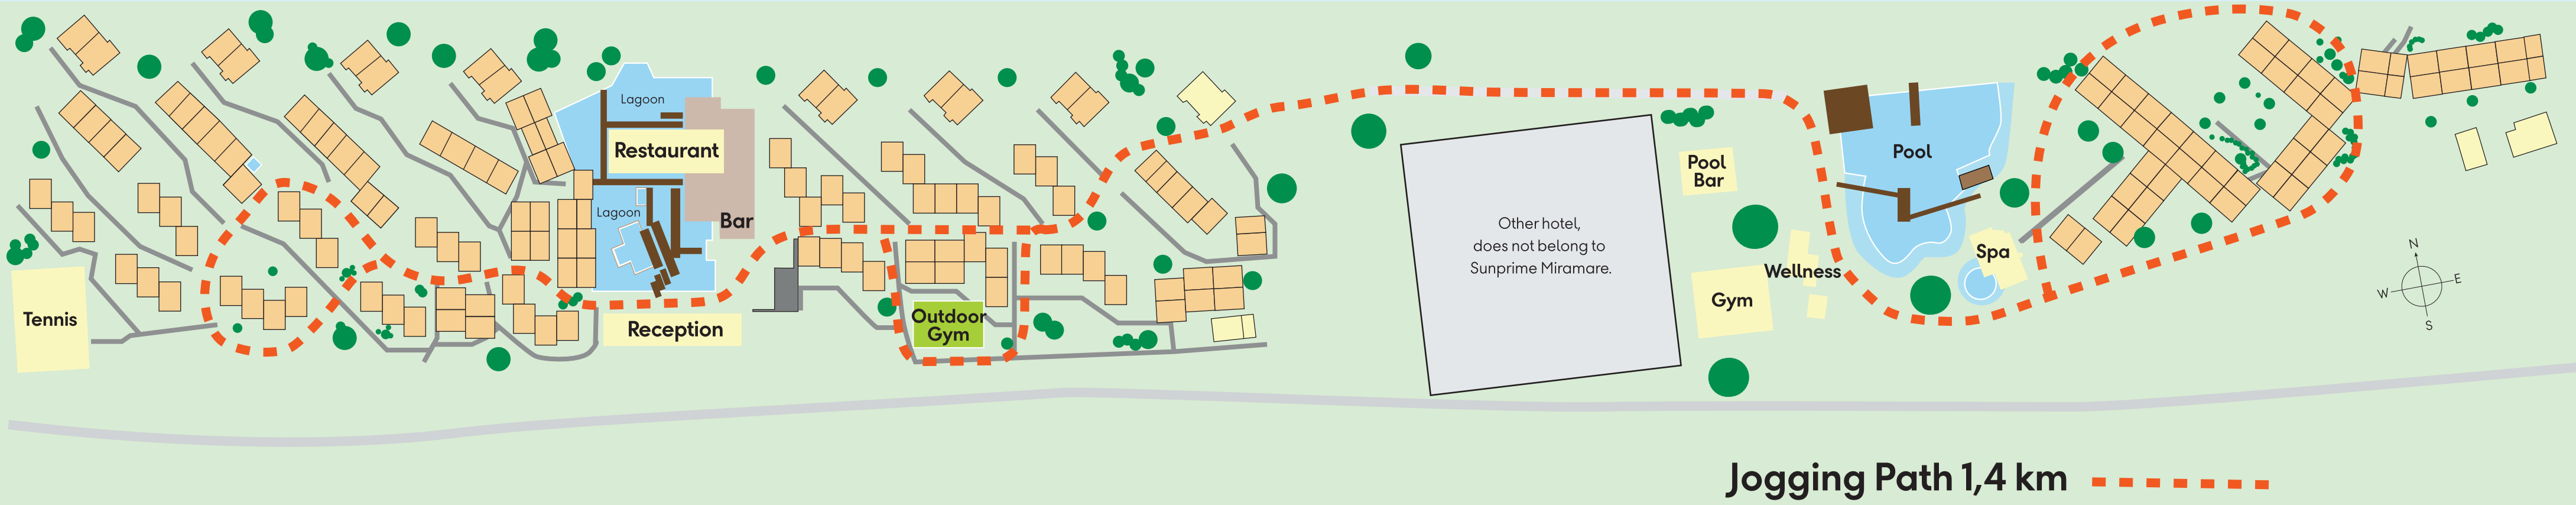 Lagoon
Restaurant
Lagoon
Bar
Reception
Tennis
Outdoor
Gym
Other hotel,
does not belong to
Sunprime Miramare.
Pool
Bar
Pool
Wellness
Gym
Spa
N
W
E
S
Jogging Path 1,4 km